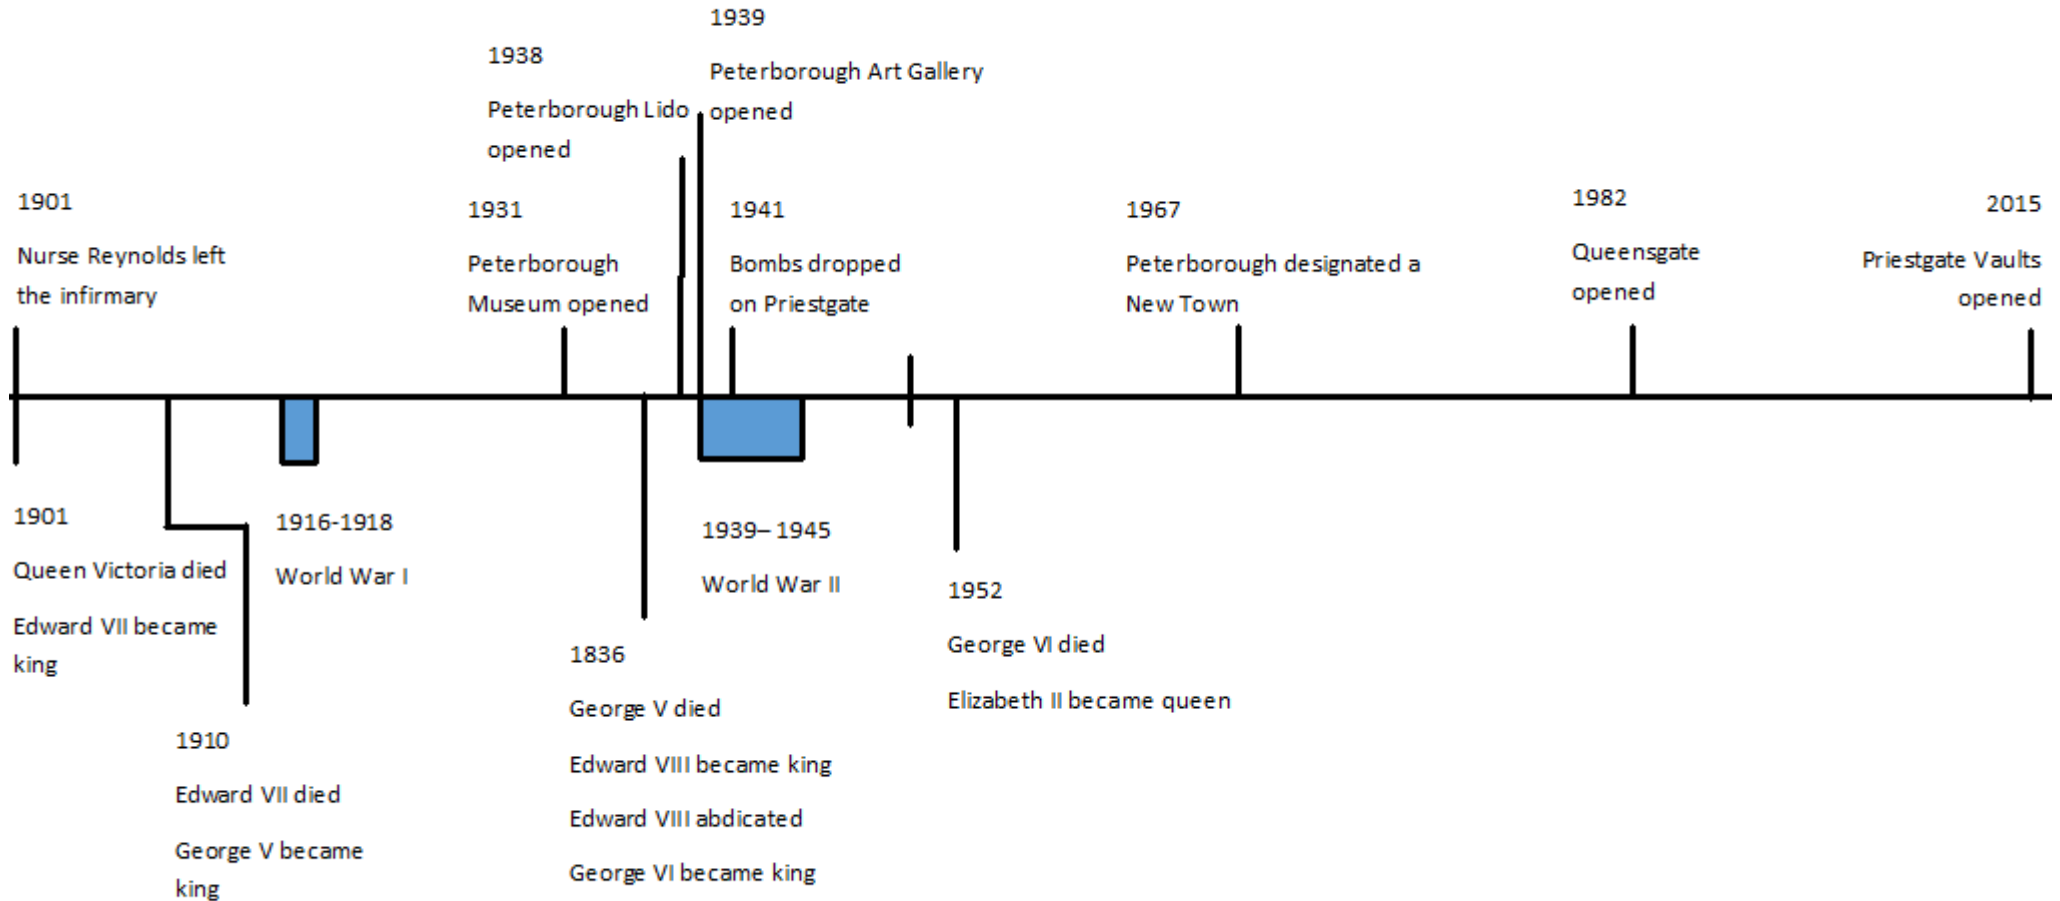 1939
Peterborough Art Gallery
opened
1938
Peterborough Lido
opened
1901
Nurse Reynolds left
the infirmary
1931
Peterborough
Museum opened
1941
Bombs dropped
on Priestgate
1967
Peterborough designated a
New Town
1982
Queensgate
opened
2015
Priestgate Vaults
opened
1901
Queen Victoria died
Edward VII became
king
1910
Edward VII died
George V became
king
1916-1918
World War I
1836
George V died
Edward VIII became king
Edward VIII abdicated
George VI became king
1939– 1945
World War II
1952
George VI died
Elizabeth II became queen